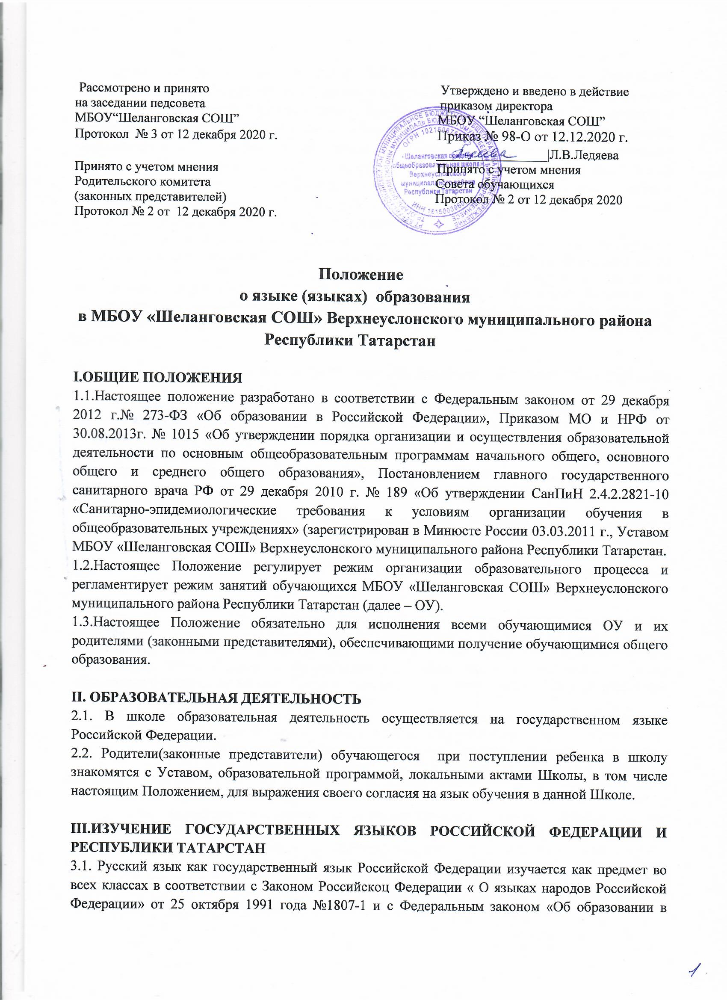 Рассмотрено и принято
на заседании педсовета
МБОУ“Шеланговская СОШ”
Протокол № 3 от 12 декабря 2020 г.
Принято с учетом мнения
Родительского комитета
(законных представителей)
Протокол № 2 от 12 декабря 2020 г.
Утверждено и введено в действие
приказом директора
МБОУ “Шеланговская СОШ”
Приказ № 98-О от 12.12.2020 г.
|Л.В.Ледяева
Принято с учетом мнения
Совета обучающихся
Протокол № 2 от 12 декабря 2020
Шеланговская средняя
общеобразовательная школа
Верхнеуслонского
муниципального района
Республики Татарстан
Положение
о языке (языках) образования
в МБОУ «Шеланговская СОШ» Верхнеуслонского муниципального района
Республики Татарстан
I.ОБЩИЕ ПОЛОЖЕНИЯ
1.1.Настоящее положение разработано в соответствии с Федеральным законом от 29 декабря
2012 г.№ 273-ФЗ «Об образовании в Российской Федерации», Приказом МО и НРФ от
30.08.2013г. № 1015 «Об утверждении порядка организации и осуществления образовательной
деятельности по основным общеобразовательным программам начального общего, основного
общего и среднего общего образования», Постановлением главного государственного
санитарного врача РФ от 29 декабря 2010 г. № 189 «Об утверждении СанПиН 2.4.2.2821-10
«Санитарно-эпидемиологические требования к условиям организации обучения в
общеобразовательных учреждениях» (зарегистрирован в Минюсте России 03.03.2011 г., Уставом
МБОУ «Шеланговская СОШ» Верхнеуслонского муниципального района Республики Татарстан.
1.2.Настоящее Положение регулирует режим организации образовательного процесса и
регламентирует режим занятий обучающихся МБОУ «Шеланговская СОШ» Верхнеуслонского
муниципального района Республики Татарстан (далее – ОУ).
1.3.Настоящее Положение обязательно для исполнения всеми обучающимися ОУ и их
родителями (законными представителями), обеспечивающими получение обучающимися общего
образования.
II. ОБРАЗОВАТЕЛЬНАЯ ДЕЯТЕЛЬНОСТЬ
2.1. В школе образовательная деятельность осуществляется на государственном языке
Российской Федерации.
2.2. Родители(законные представители) обучающегося при поступлении ребенка в школу
знакомятся с Уставом, образовательной программой, локальными актами Школы, в том числе
настоящим Положением, для выражения своего согласия на язык обучения в данной Школе.
III.ИЗУЧЕНИЕ ГОСУДАРСТВЕННЫХ ЯЗЫКОВ РОССИЙСКОЙ ФЕДЕРАЦИИ И
РЕСПУБЛИКИ ТАТАРСТАН
3.1. Русский язык как государственный язык Российской Федерации изучается как предмет во
всех классах в соответствии с Законом Российскоц Федерации « О языках народов Российской
Федерации» от 25 октября 1991 года №1807-1 и с Федеральным законом «Об образовании в
1